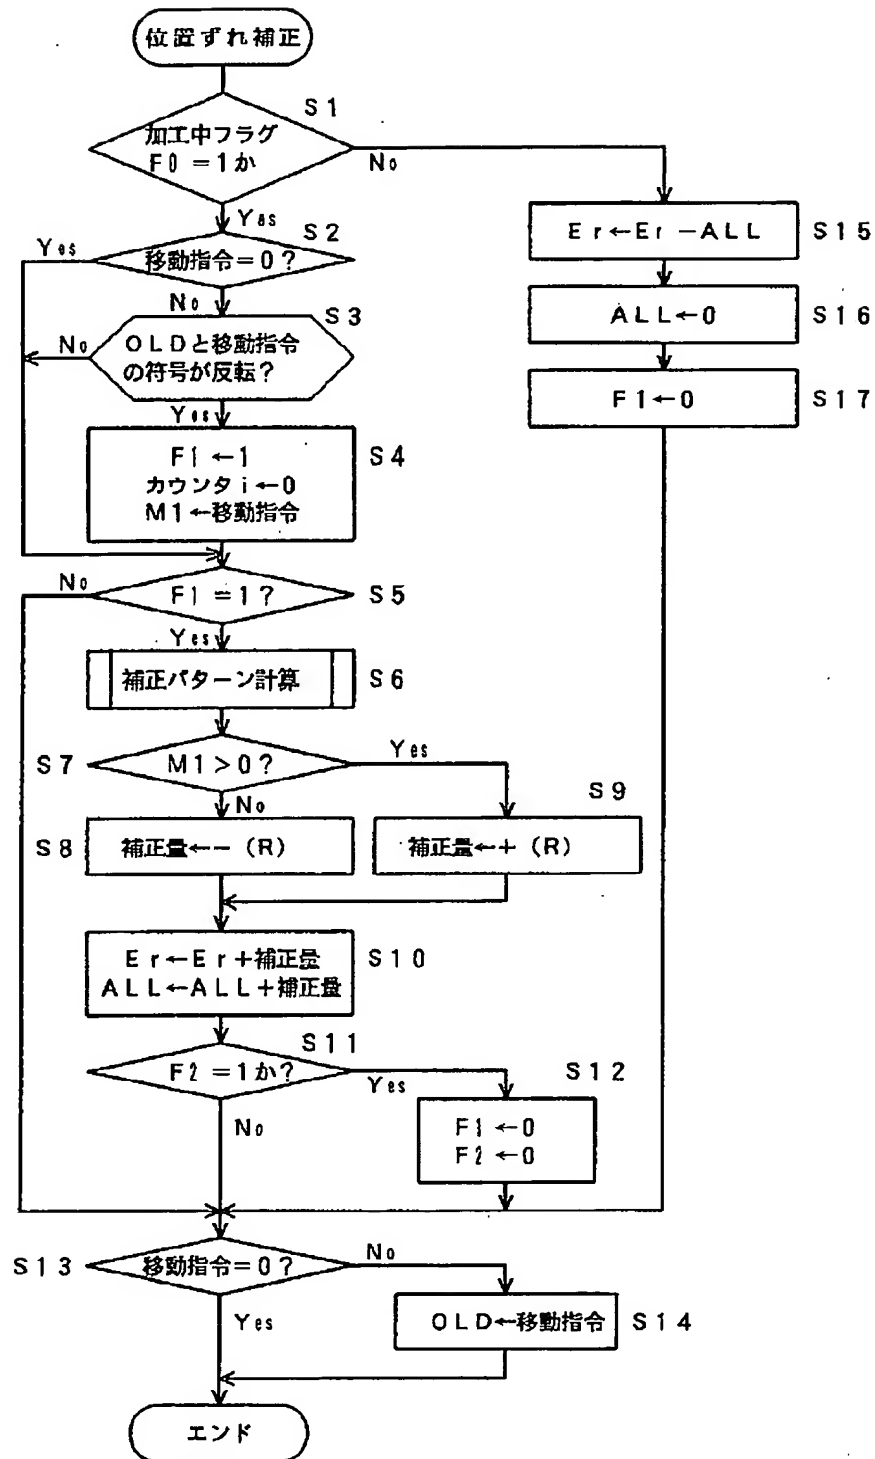 位置ずれ補正
S1
加工中フラグ
F0=1か
No
Yes
S2
移動指令=0?
Yes
No
S3
OLDと移動指令
の符号が反転?
No
Yes
S4
F1←1
カウンタi←0
M1←移動指令
F1=1?
S5
No
Yes
補正パターン計算
S6
S7
M1>0?
Yes
No
S8
補正量←-(R)
S9
補正量←+(R)
Er←Er+補正量
ALL←ALL+補正量
S10
S11
F2=1か?
Yes
No
S12
F1←0
F2←0
S13
移動指令=0?
No
Yes
OLD←移動指令
S14
エンド
Er←Er-ALL
S15
ALL←0
S16
F1←0
S17